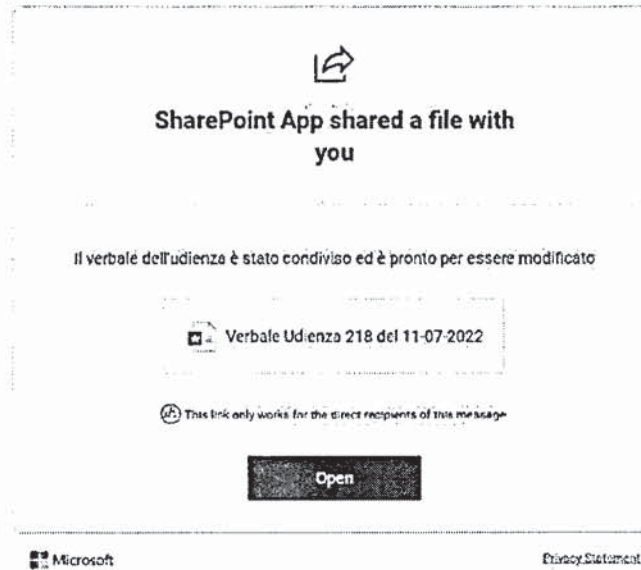 SharePoint App shared a file with
you
Il verbale dell'udienza è stato condiviso ed è pronto per essere modificato
Verbale Udienza 218 del 11-07-2022
This link only works for the direct recipients of this message
Open
Microsoft
Privacy Statement